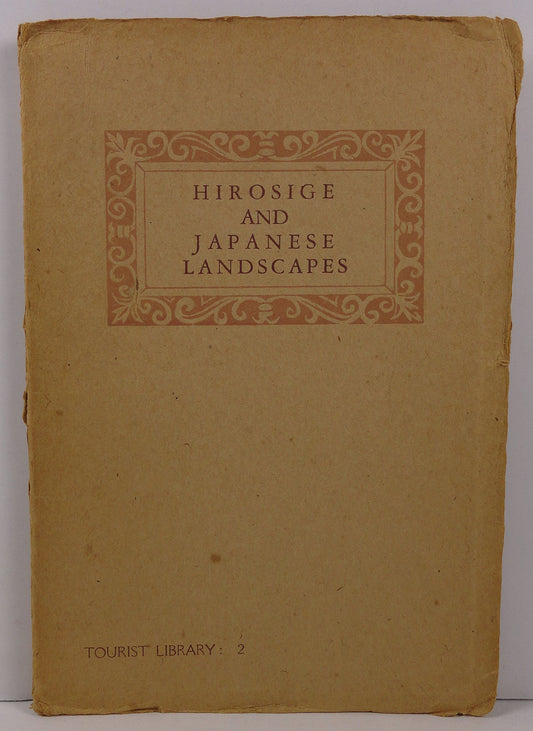 HIROSIGE
AND
JAPANESE
LANDSCAPES
TOURIST LIBRARY: 2